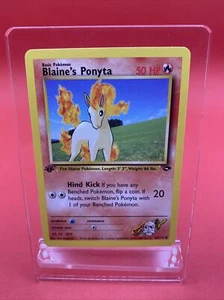 Basic Pokémon
Blaine's Ponyta
50 HP
Fire Horse Pokémon. Length: 3' 3", Weight: 66 lbs.
Hind Kick If you have any
Benched Pokémon, flip a coin. If
heads, switch Blaine's Ponyta with
1 of your Benched Pokémon.
20
weakness
resistance
retreat cost